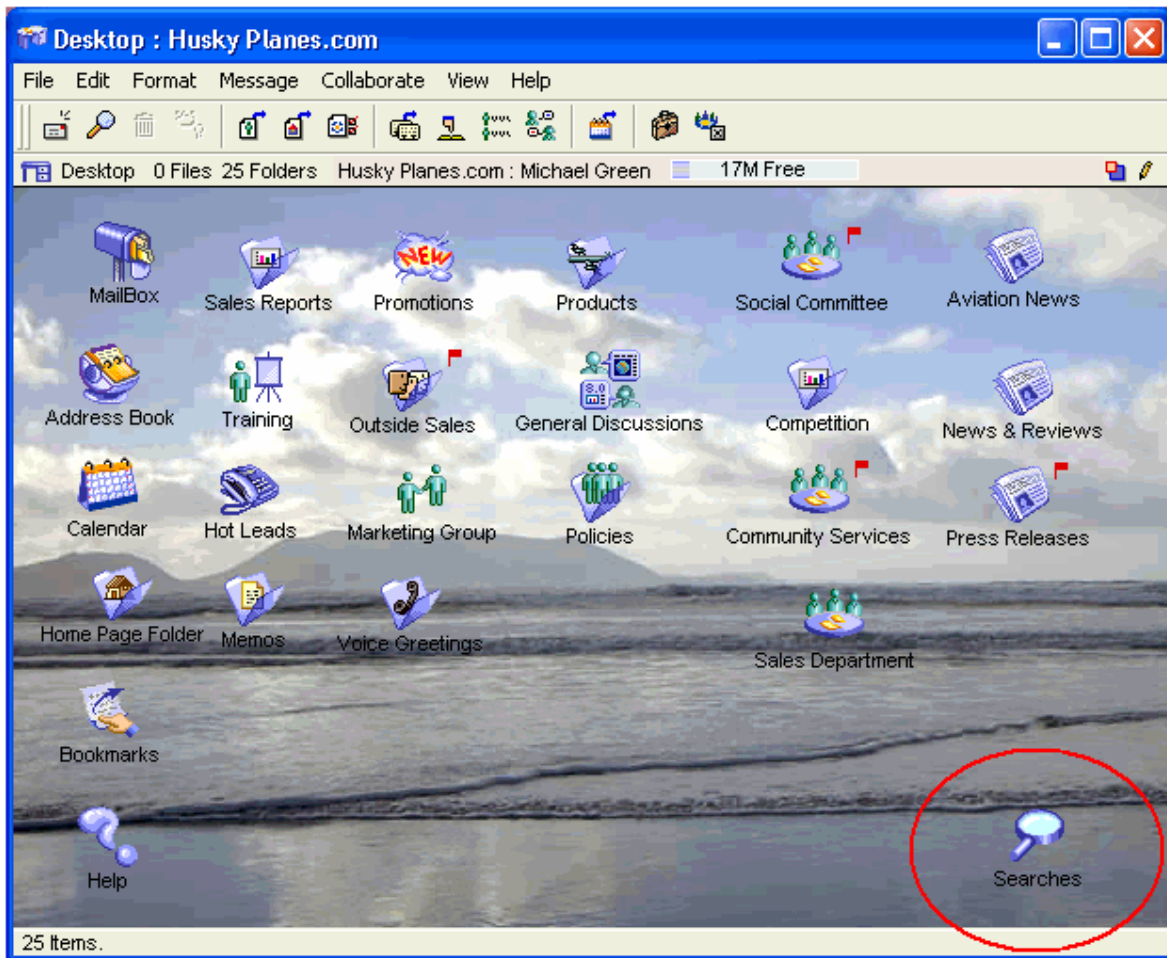 Desktop : Husky Planes.com
File Edit Format Message Collaborate View Help
Desktop 0 Files 25 Folders Husky Planes.com : Michael Green 17M Free
MailBox Sales Reports NEW Promotions Products Social Committee Aviation News
Address Book Training Outside Sales General Discussions Competition News & Reviews
Calendar Hot Leads Marketing Group Policies Community Services Press Releases
Home Page Folder Memos Voice Greetings Sales Department
Bookmarks
Help Searches
25 Items.